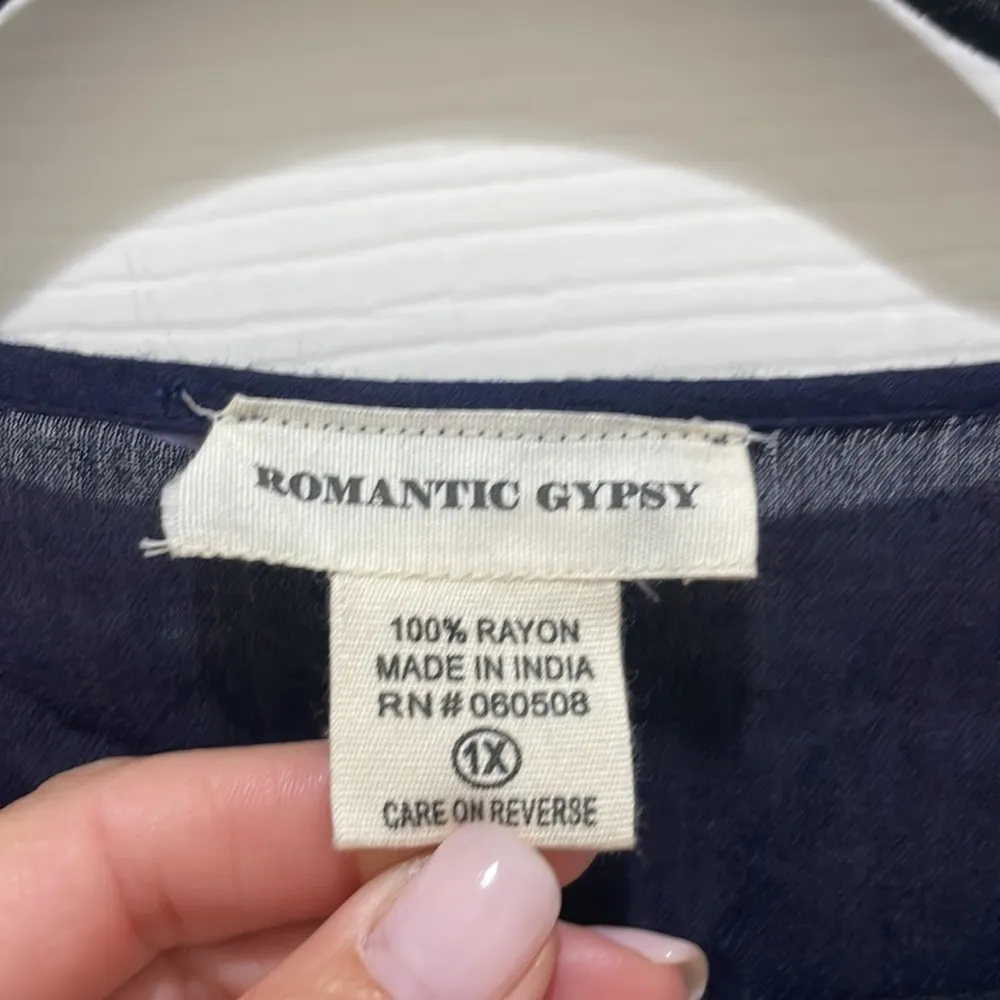 ROMANTIC GYPSY
100% RAYON
MADE IN INDIA
RN # 060508
1X
CARE ON REVERSE